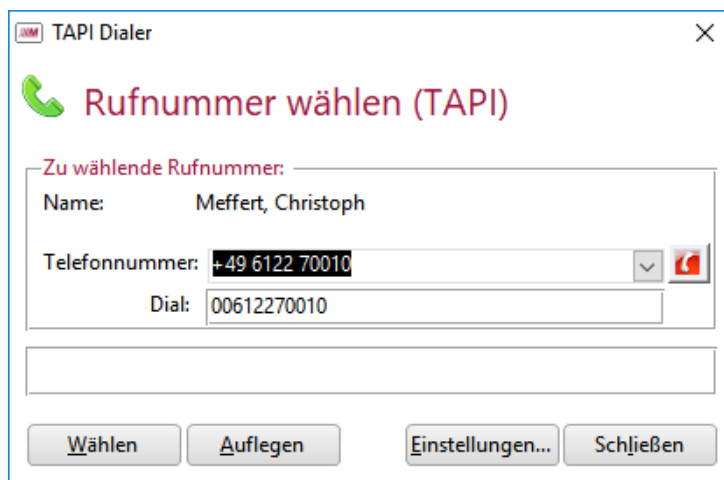 TAPI Dialer
Rufnummer wählen (TAPI)
Zu wählende Rufnummer:
Name: Meffert, Christoph
Telefonnummer: +49 6122 70010
Dial: 00612270010
Wählen Auflegen Einstellungen... Schließen